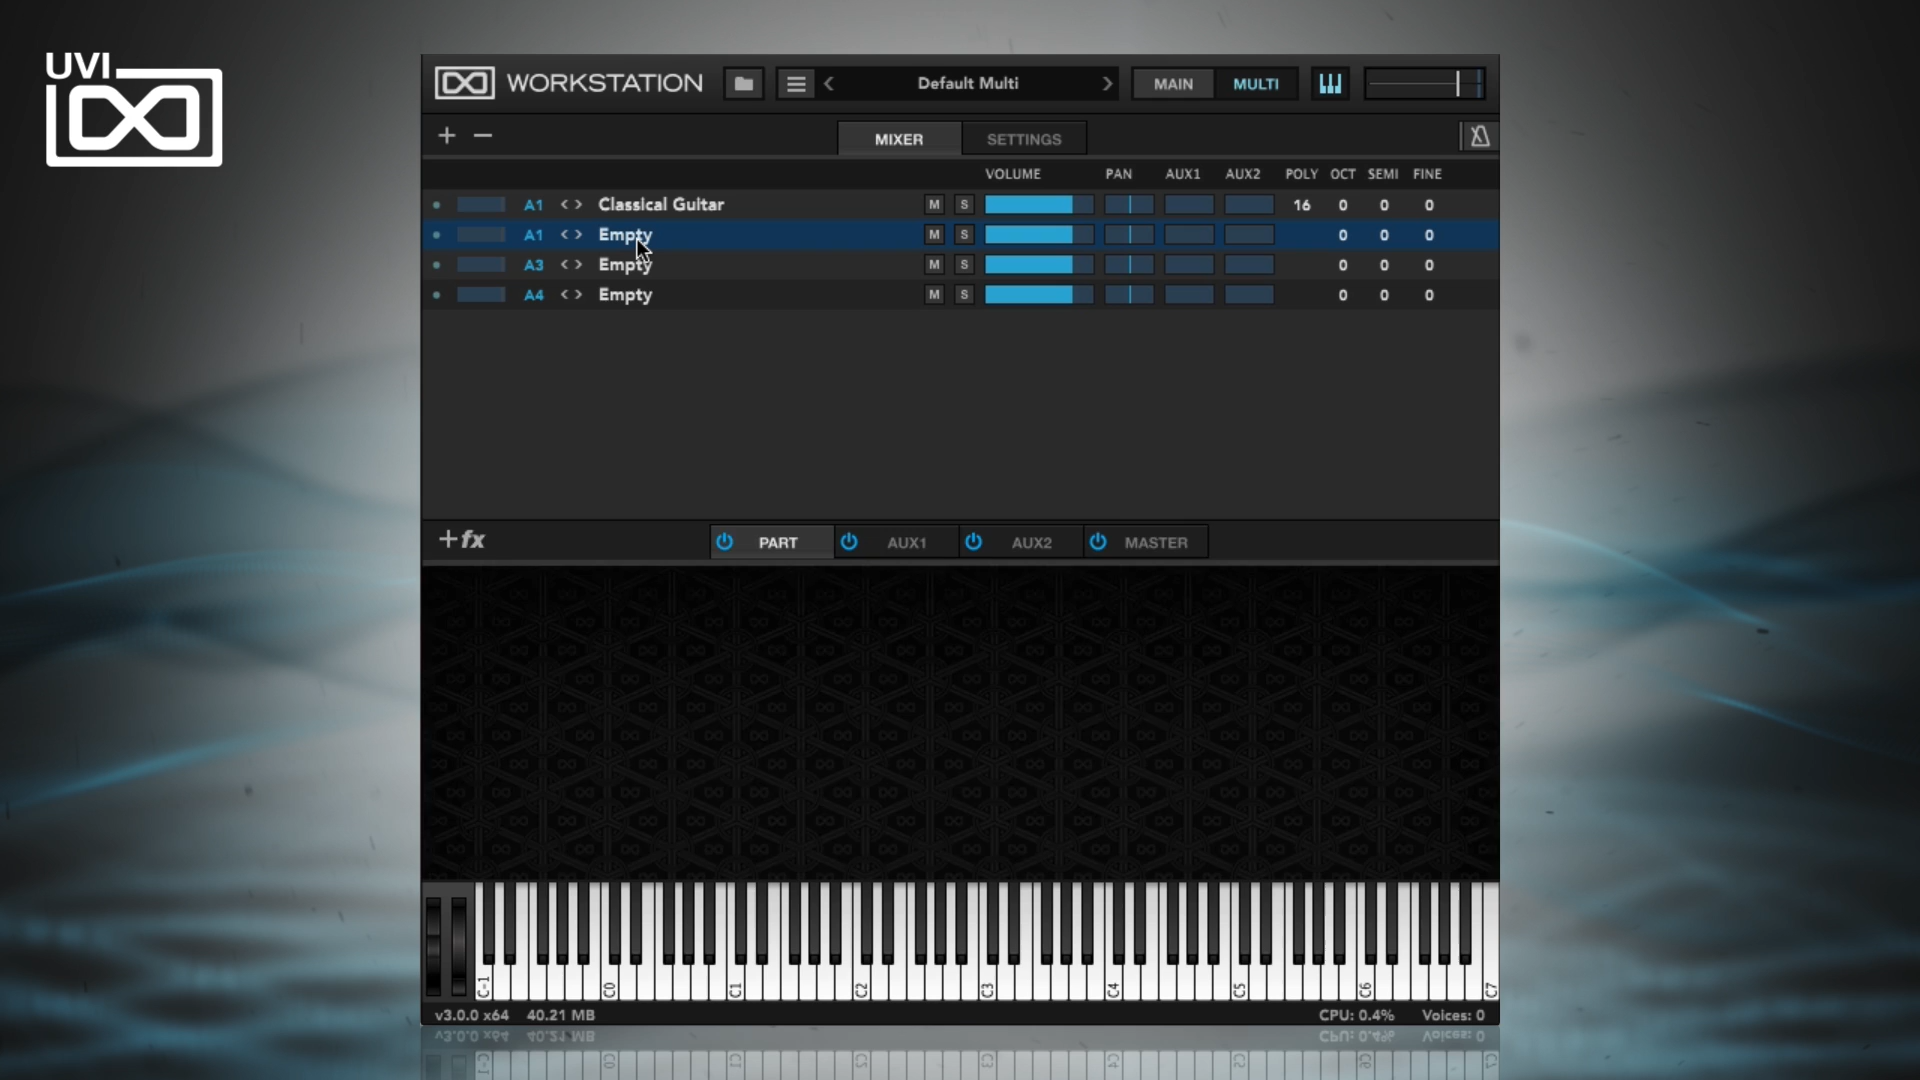 UVI
WORKSTATION
Default Multi
MAIN
MULTI
+ −
MIXER
SETTINGS
VOLUME PAN AUX1 AUX2 POLY OCT SEMI FINE
A1 < > Classical Guitar M S 16 0 0 0
A1 < > Empty M S 0 0 0
A3 < > Empty M S 0 0 0
A4 < > Empty M S 0 0 0
+fx
PART
AUX1
AUX2
MASTER
C-1 C0 C1 C2 C3 C4 C5 C6 C7
v3.0.0 x64 40.21 MB CPU: 0.4% Voices: 0